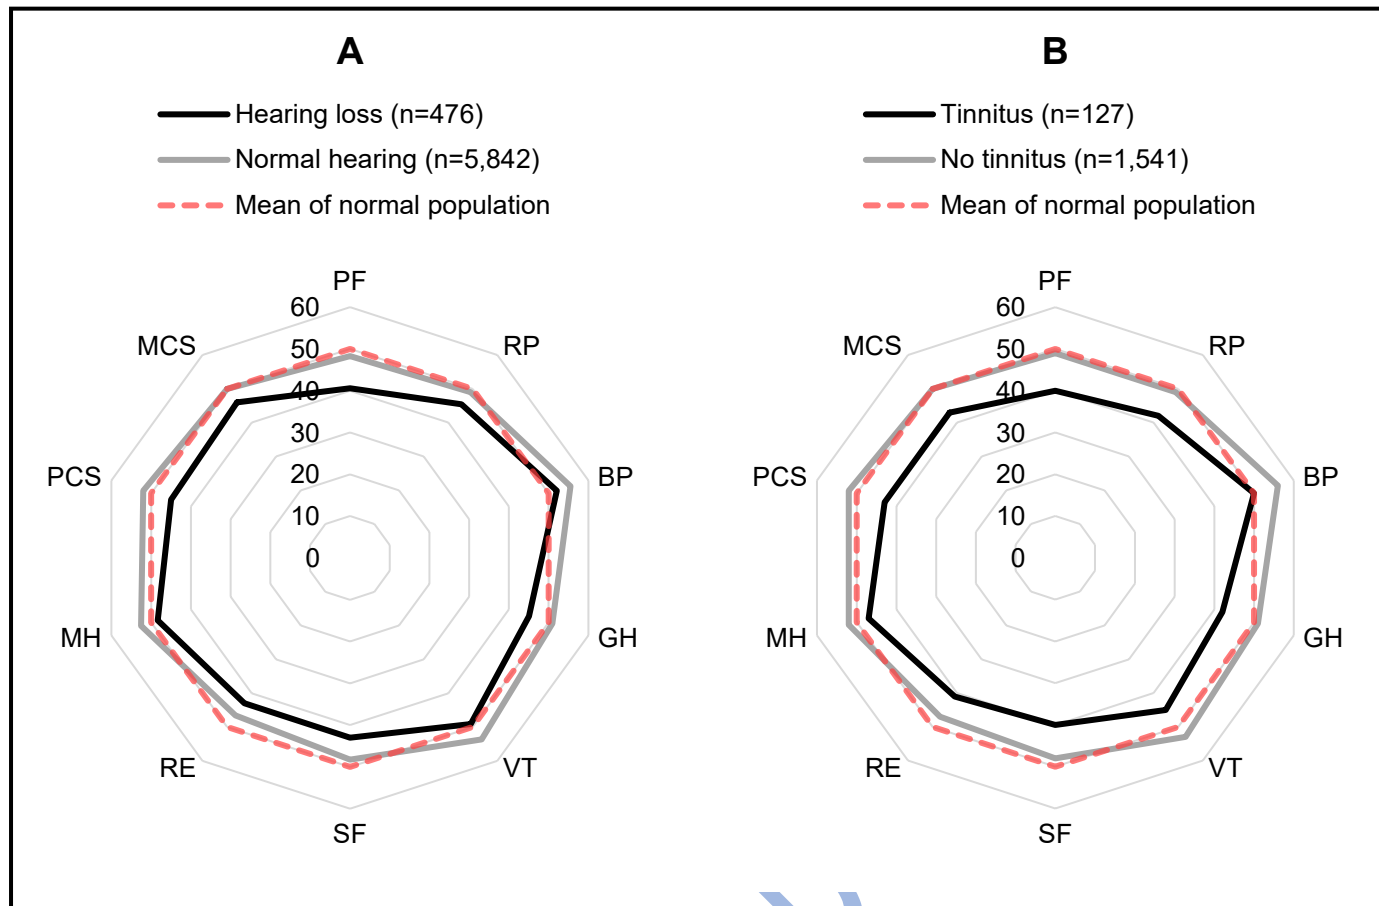 A
Hearing loss (n=476)
Normal hearing (n=5,842)
Mean of normal population
PF
60
50
40
30
20
10
0
MCS
RP
PCS
BP
MH
GH
RE
VT
SF
B
Tinnitus (n=127)
No tinnitus (n=1,541)
Mean of normal population
PF
60
50
40
30
20
10
0
MCS
RP
PCS
BP
MH
GH
RE
VT
SF